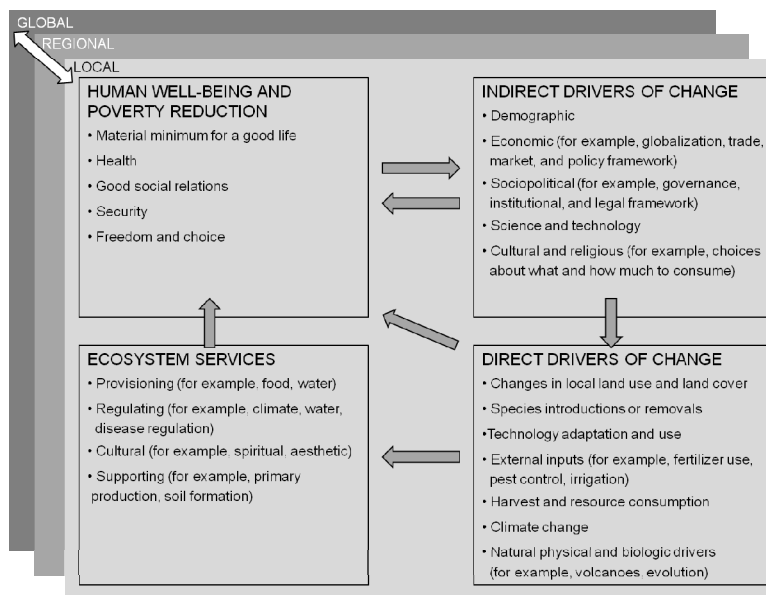 GLOBAL
REGIONAL
LOCAL
HUMAN WELL-BEING AND
POVERTY REDUCTION
• Material minimum for a good life
• Health
• Good social relations
• Security
• Freedom and choice
INDIRECT DRIVERS OF CHANGE
• Demographic
• Economic (for example, globalization, trade,
market, and policy framework)
• Sociopolitical (for example, governance,
institutional, and legal framework)
• Science and technology
• Cultural and religious (for example, choices
about what and how much to consume)
ECOSYSTEM SERVICES
• Provisioning (for example, food, water)
• Regulating (for example, climate, water,
disease regulation)
• Cultural (for example, spiritual, aesthetic)
• Supporting (for example, primary
production, soil formation)
DIRECT DRIVERS OF CHANGE
• Changes in local land use and land cover
• Species introductions or removals
•Technology adaptation and use
• External inputs (for example, fertilizer use,
pest control, irrigation)
• Harvest and resource consumption
• Climate change
• Natural physical and biologic drivers
(for example, volcanoes, evolution)